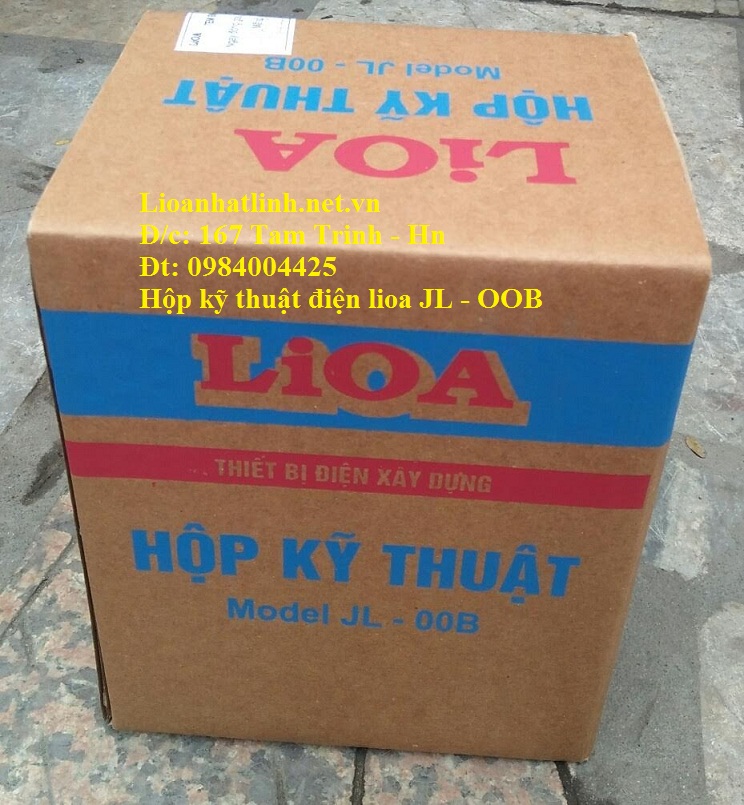 Model JL - 00B
HỘP KỸ THUẬT
LiOA
Lioanhatlinh.net.vn
Đ/c: 167 Tam Trinh - Hn
Đt: 0984004425
Hộp kỹ thuật điện lioa JL - OOB
LiOA
THIẾT BỊ ĐIỆN XÂY DỰNG
HỘP KỸ THUẬT
Model JL - 00B